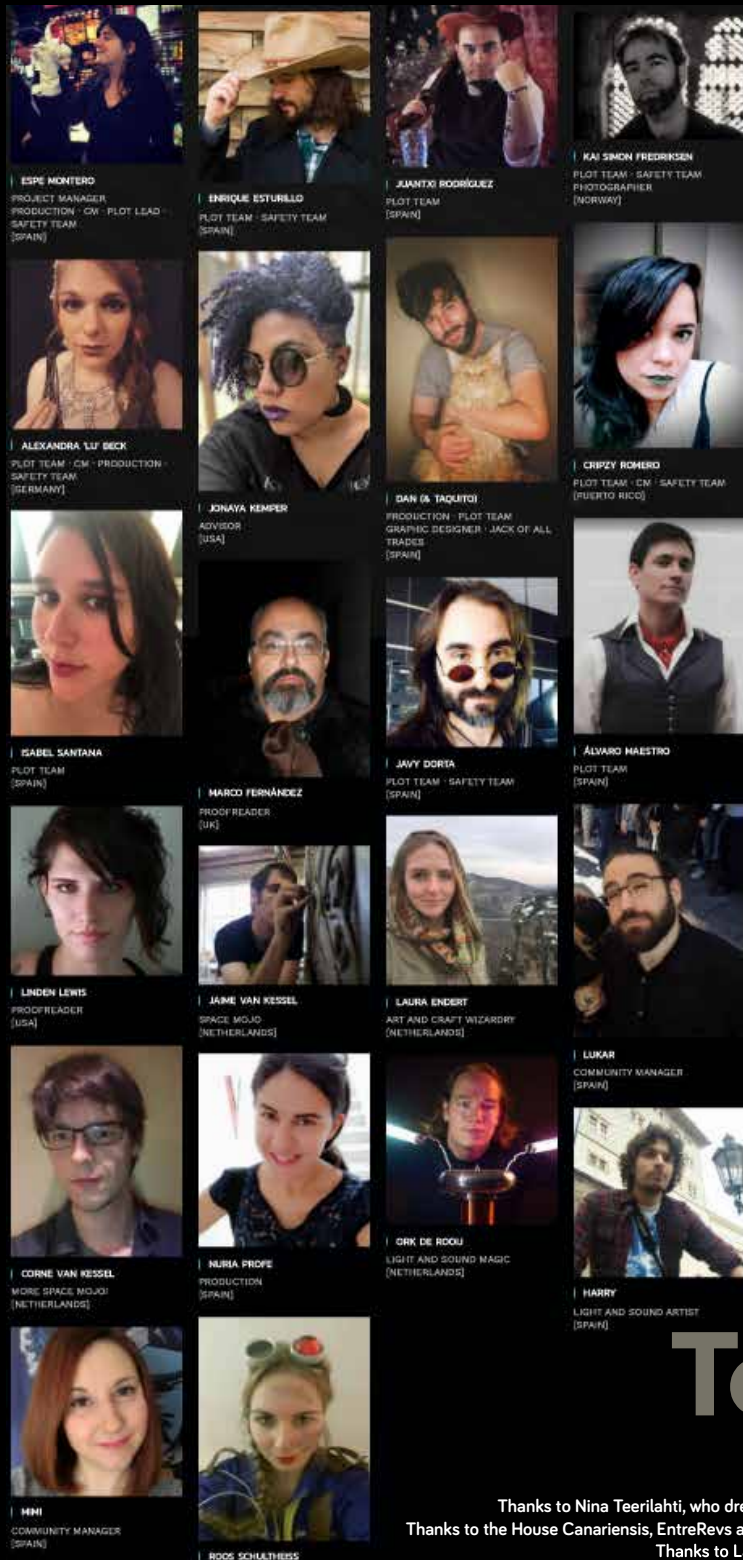 ESPE MONTERO
PROJECT MANAGER
PRODUCTION · CM · PLOT LEAD ·
SAFETY TEAM
[SPAIN]
ALEXANDRA 'LU' BECK
PLOT TEAM · CM · PRODUCTION ·
SAFETY TEAM
[GERMANY]
ISABEL SANTANA
PLOT TEAM
[SPAIN]
LINDEN LEWIS
PROOFREADER
[USA]
CORNE VAN KESSEL
MORE SPACE MOJO!
[NETHERLANDS]
MIMI
COMMUNITY MANAGER
[SPAIN]
ENRIQUE ESTURILLO
PLOT TEAM · SAFETY TEAM
[SPAIN]
JONAYA KEMPER
ADVISOR
[USA]
MARCO FERNÁNDEZ
PROOFREADER
[UK]
JAIME VAN KESSEL
SPACE MOJO
[NETHERLANDS]
NURIA PROFE
PRODUCTION
[SPAIN]
ROOS SCHULTHEISS
JUANTXI RODRÍGUEZ
PLOT TEAM
[SPAIN]
DAN (& TAQUITO)
PRODUCTION · PLOT TEAM
GRAPHIC DESIGNER · JACK OF ALL
TRADES
[SPAIN]
JAVY DORTA
PLOT TEAM · SAFETY TEAM
[SPAIN]
LAURA ENDERT
ART AND CRAFT WIZARDRY
[NETHERLANDS]
ORK DE ROOIJ
LIGHT AND SOUND MAGIC
[NETHERLANDS]
KAI SIMON FREDRIKSEN
PLOT TEAM · SAFETY TEAM
PHOTOGRAPHER
[NORWAY]
CRIPZY ROMERO
PLOT TEAM · CM · SAFETY TEAM
[PUERTO RICO]
ÁLVARO MAESTRO
PLOT TEAM
[SPAIN]
LUKAR
COMMUNITY MANAGER
[SPAIN]
HARRY
LIGHT AND SOUND ARTIST
[SPAIN]
Thanks to Nina Teerilahti, who dre
Thanks to the House Canariensis, EntreRevs a
Thanks to L